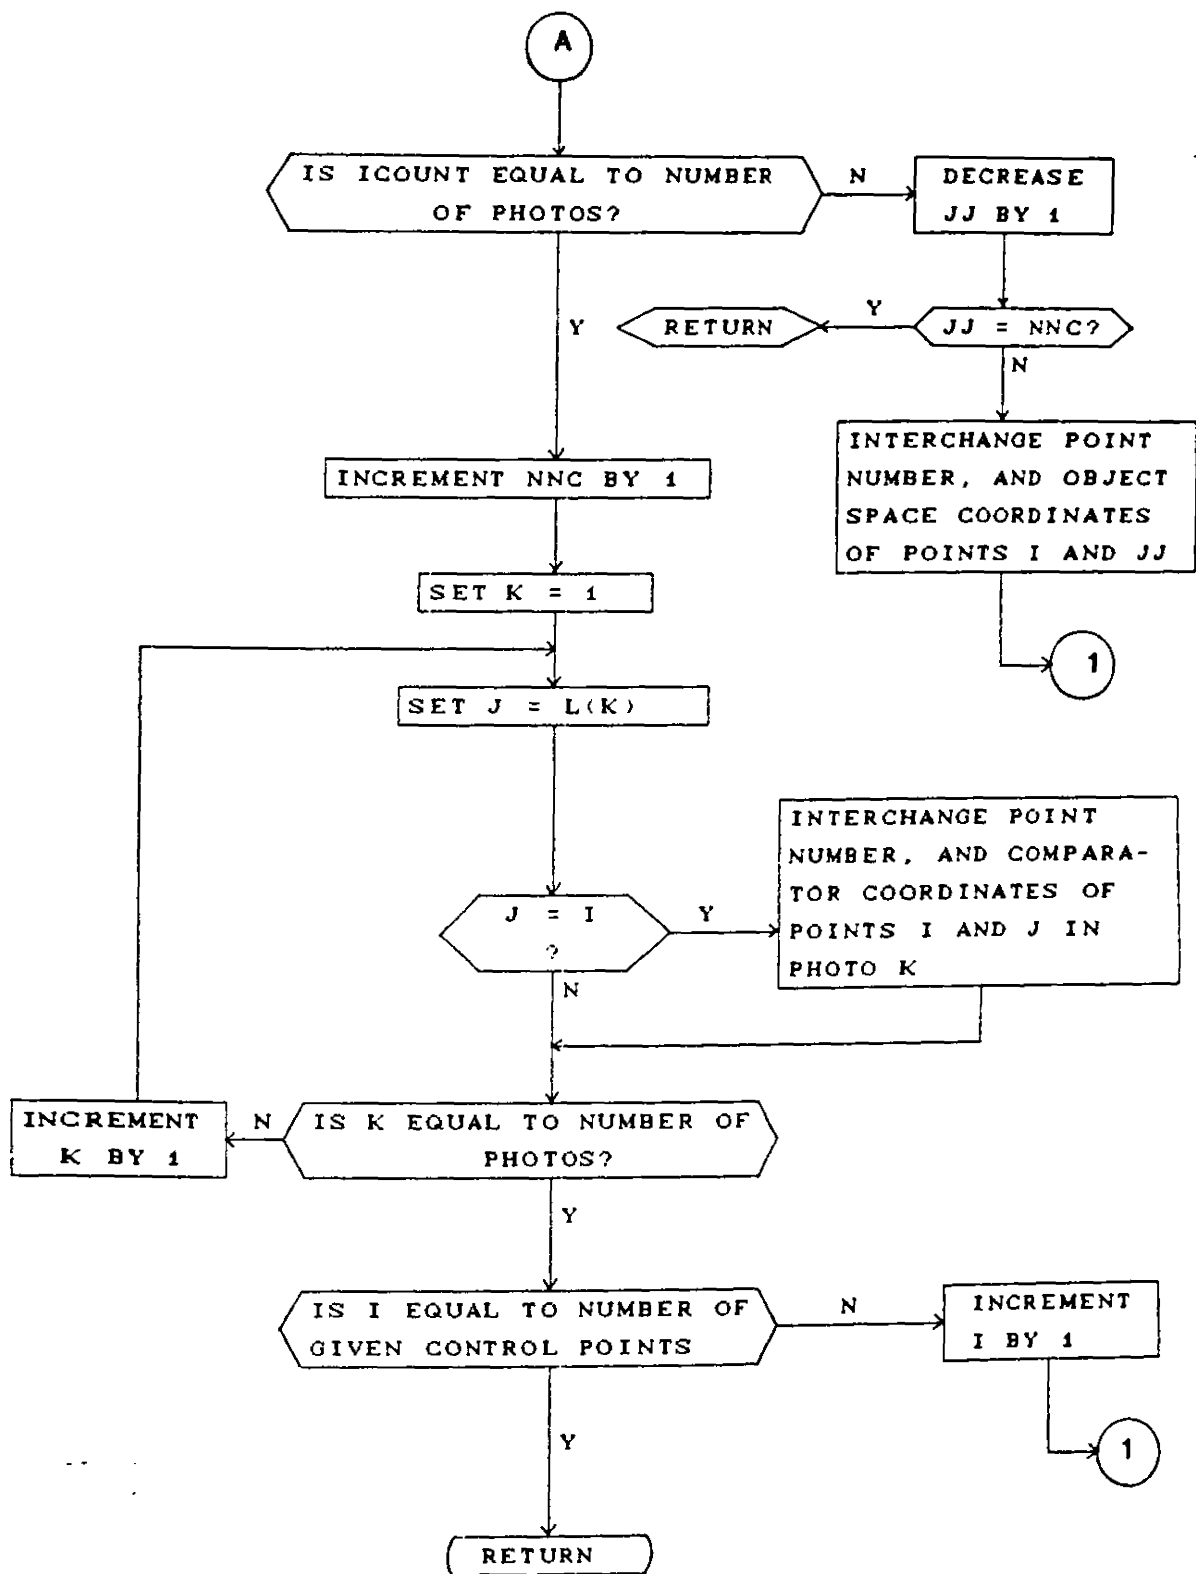 A
IS ICOUNT EQUAL TO NUMBER
OF PHOTOS?
N
DECREASE
JJ BY 1
Y
RETURN
Y
JJ = NNC?
N
INTERCHANGE POINT
NUMBER, AND OBJECT
SPACE COORDINATES
OF POINTS I AND JJ
1
INCREMENT NNC BY 1
SET K = 1
SET J = L(K)
J = I
?
Y
INTERCHANGE POINT
NUMBER, AND COMPARA-
TOR COORDINATES OF
POINTS I AND J IN
PHOTO K
N
IS K EQUAL TO NUMBER OF
PHOTOS?
N
INCREMENT
K BY 1
Y
IS I EQUAL TO NUMBER OF
GIVEN CONTROL POINTS
N
INCREMENT
I BY 1
1
Y
RETURN